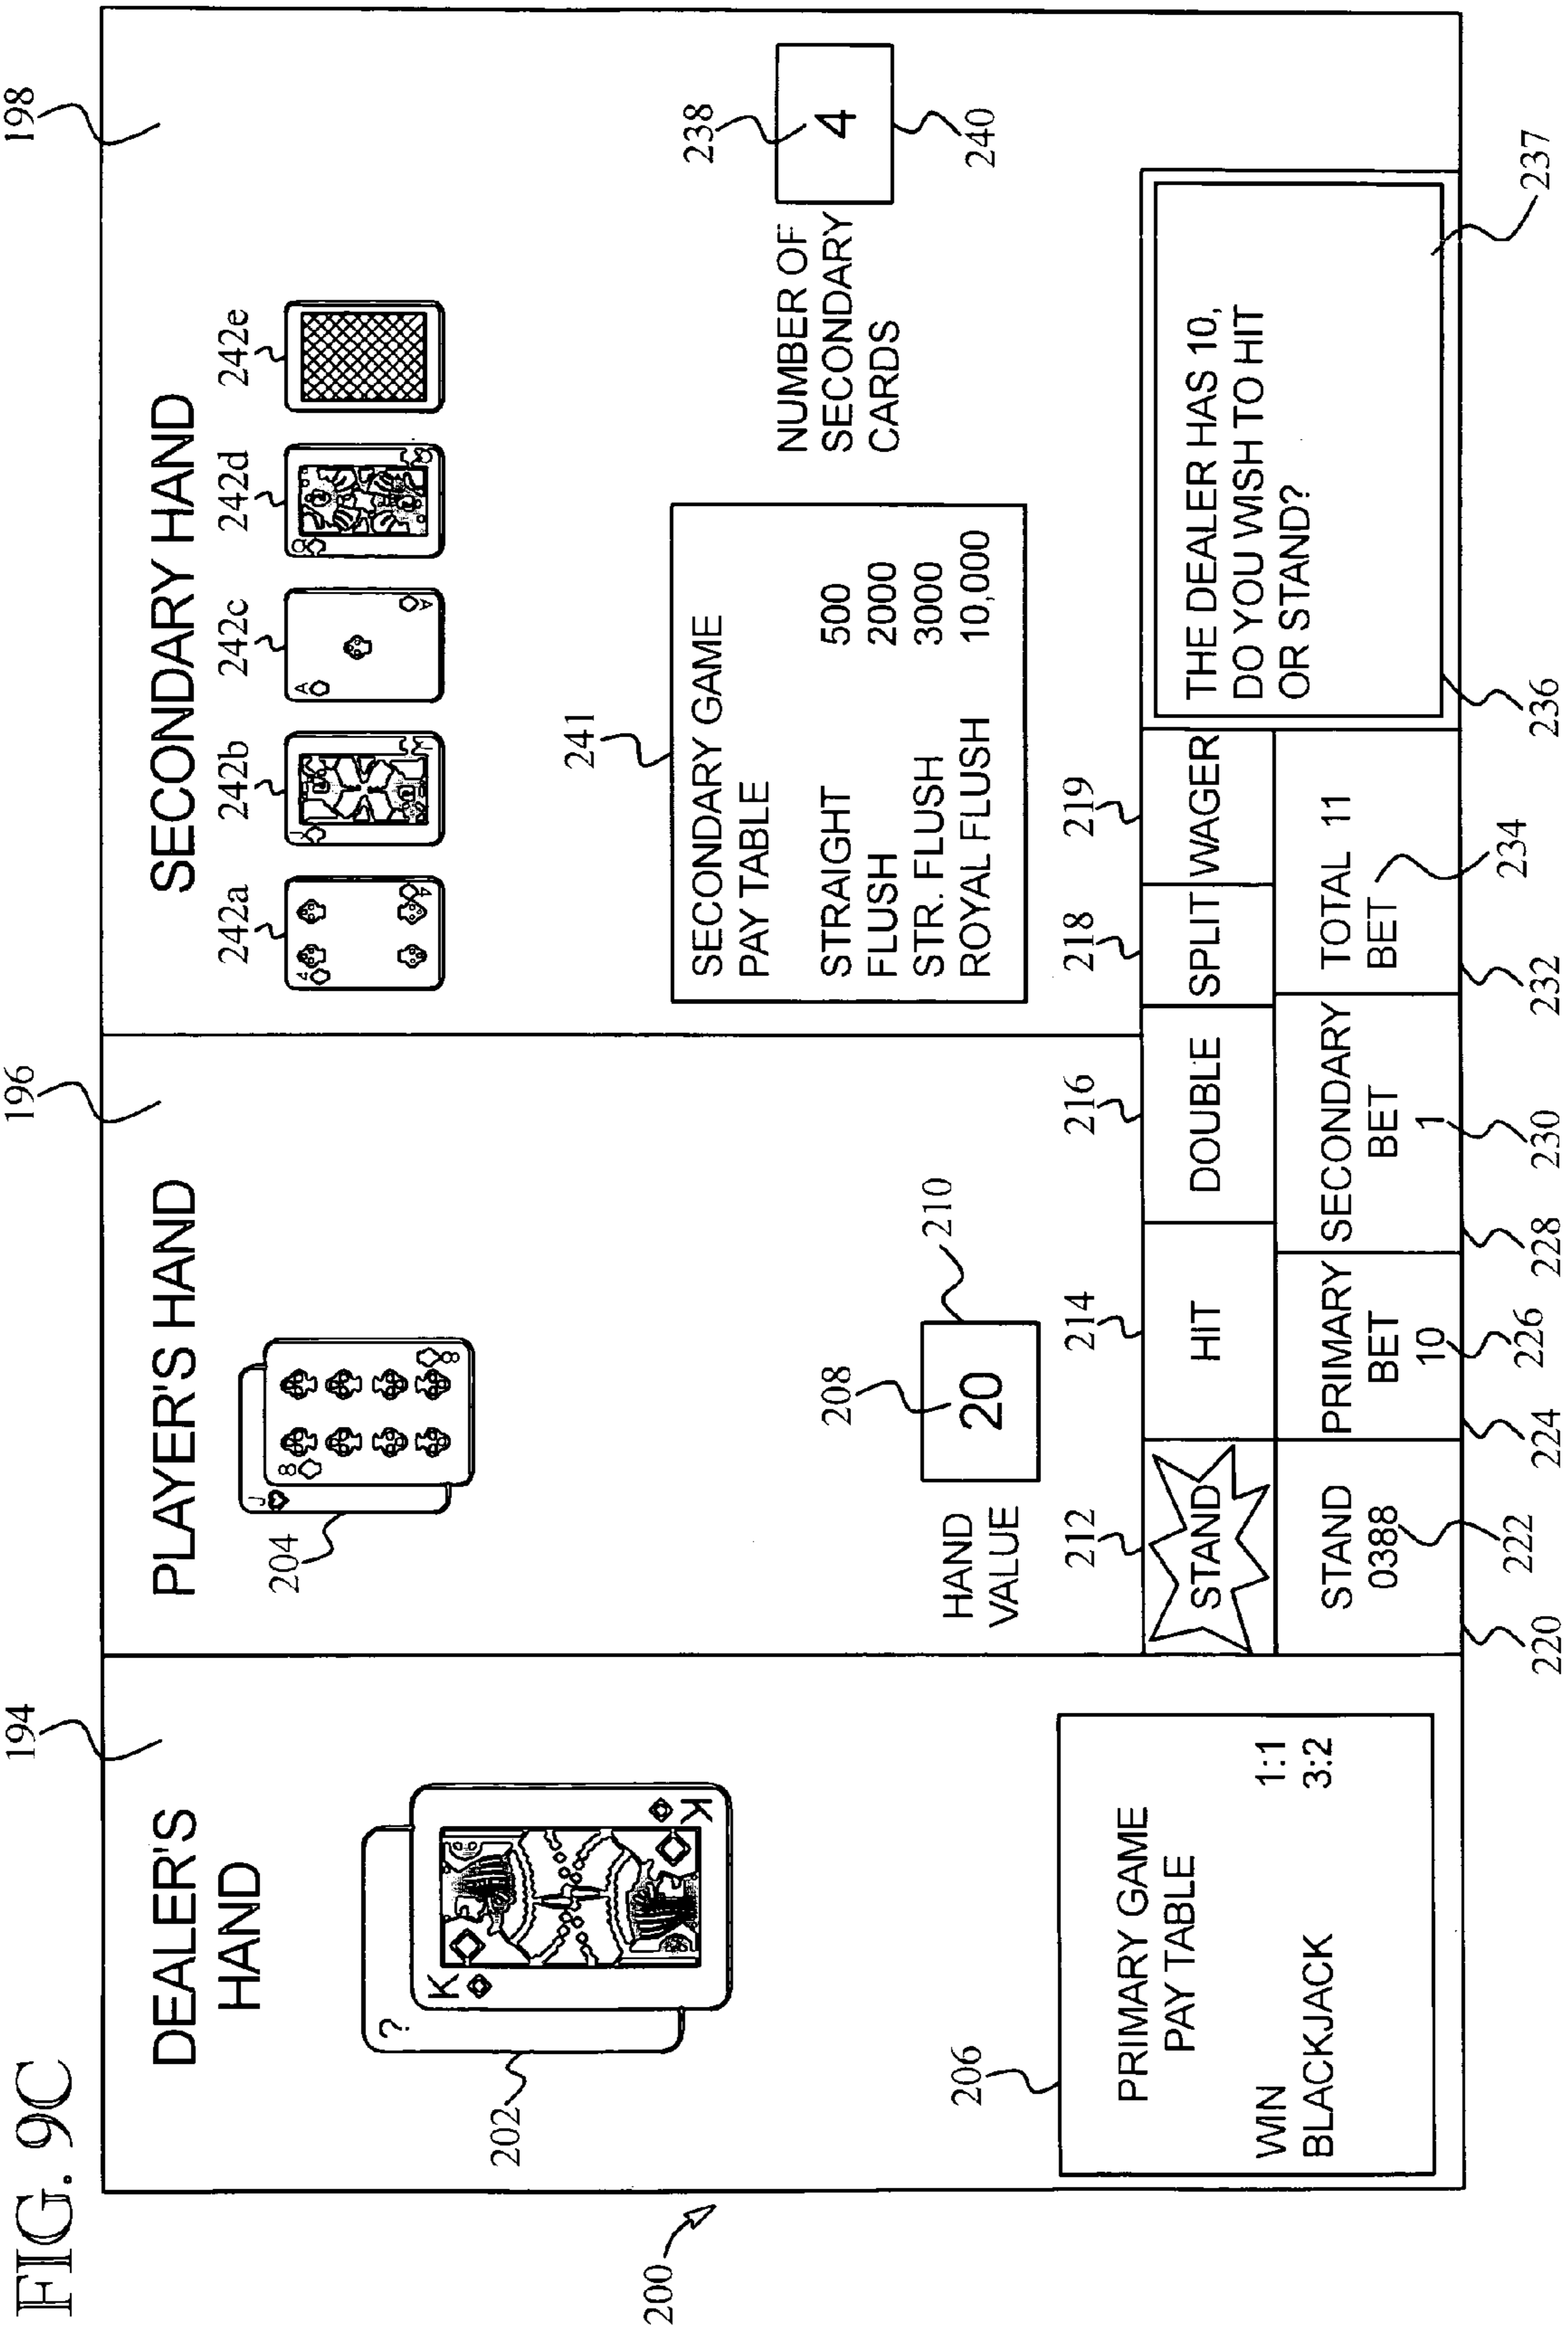 FIG. 9C
194
196
198
DEALER'S
HAND
?
K
K
202
200
206
PRIMARY GAME
PAY TABLE
WIN 1:1
BLACKJACK 3:2
PLAYER'S HAND
J
8
8
204
208
210
HAND
VALUE
20
SECONDARY HAND
242a
242b
242c
242d
242e
4
4
J
J
A
A
Q
Q
241
SECONDARY GAME
PAY TABLE
STRAIGHT 500
FLUSH 2000
STR. FLUSH 3000
ROYAL FLUSH 10,000
238
NUMBER OF
SECONDARY
CARDS
4
240
212
214
216
218
219
STAND
HIT
DOUBLE
SPLIT
WAGER
STAND
0388
PRIMARY
BET
10
SECONDARY
BET
1
TOTAL 11
BET
THE DEALER HAS 10,
DO YOU WISH TO HIT
OR STAND?
220
222
224
226
228
230
232
234
236
237